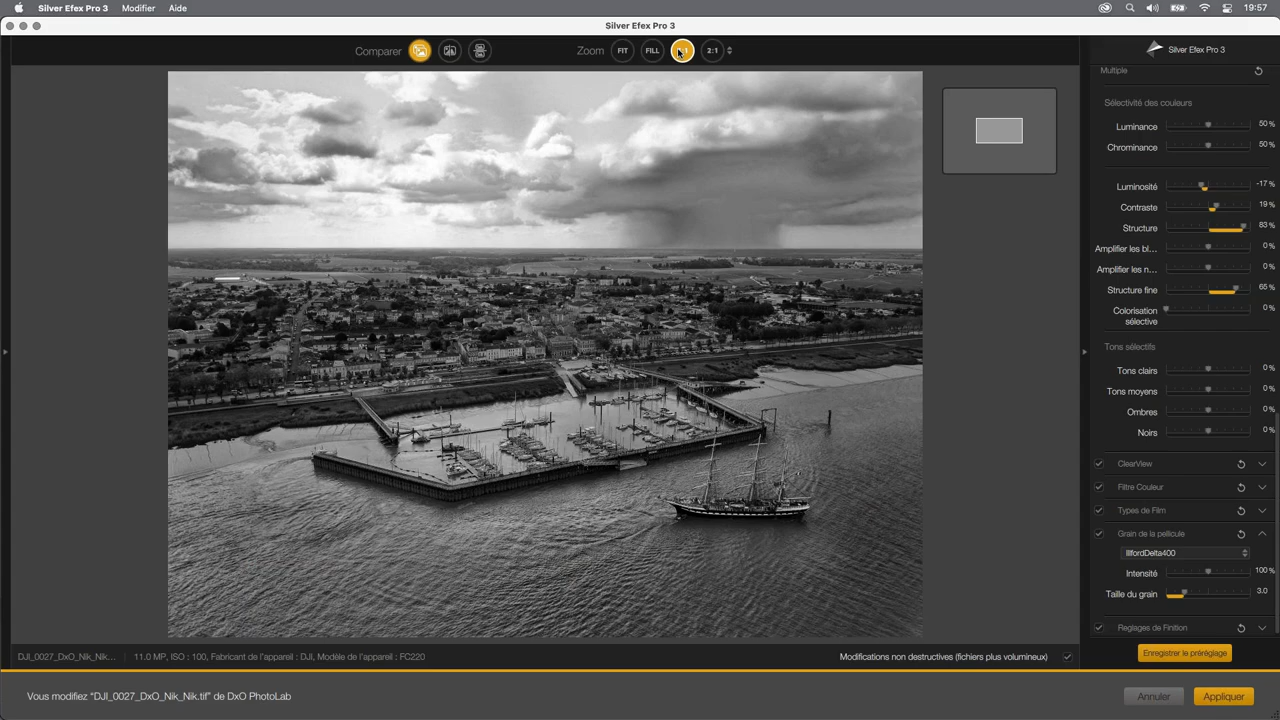 Silver Efex Pro 3 Modifier Aide 19:57
Silver Efex Pro 3
Comparer Zoom FIT FILL 2:1
Silver Efex Pro 3
Multiple
Sélectivité des couleurs
Luminance 50 %
Chrominance 50 %
Luminosité -17 %
Contraste 19 %
Structure 83 %
Amplifier les bl... 0 %
Amplifier les n... 0 %
Structure fine 65 %
Colorisation sélective 0 %
Tons sélectifs
Tons clairs 0 %
Tons moyens 0 %
Ombres 0 %
Noirs 0 %
ClearView
Filtre Couleur
Types de Film
Grain de la pellicule
IlfordDelta400
Intensité 100 %
Taille du grain 3.0
Reglages de Finition
DJI_0027_DxO_Nik_Nik... 11.0 MP, ISO : 100, Fabricant de l'appareil : DJI, Modèle de l'appareil : FC220
Modifications non destructives (fichiers plus volumineux)
Enregistrer le préréglage
Vous modifiez “DJI_0027_DxO_Nik_Nik.tif” de DxO PhotoLab
Annuler Appliquer